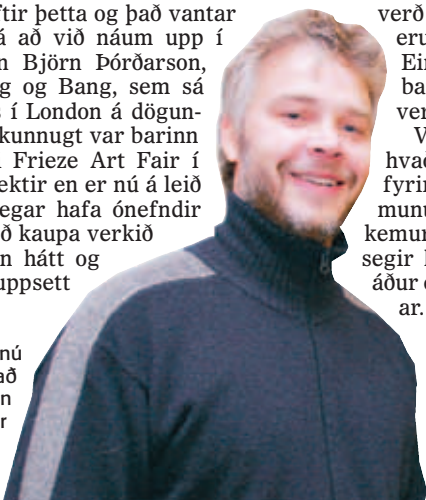 ftir þetta og það vantar
á að við náum upp í
n Björn Þórðarson,
g og Bang, sem sá
s í London á dögun-
kunnugt var barinn
Frieze Art Fair í
ektir en er nú á leið
egar hafa ónefndir
ð kaupa verkið
n hátt og
uppsett
nú
að
n
r
verð
eru
Ein
ba
ver
V
hvað
fyrin
munu
kemur
segir
áður
ar.